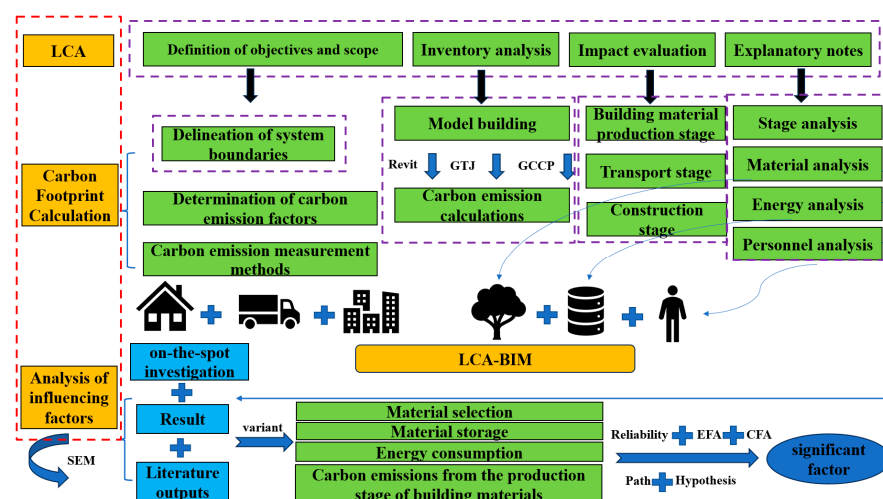 LCA
Definition of objectives and scope
Inventory analysis
Impact evaluation
Explanatory notes
Carbon
Footprint
Calculation
Delineation of system
boundaries
Determination of carbon
emission factors
Carbon emission measurement
methods
Model building
Revit
GTJ
GCCP
Carbon emission
calculations
Building material
production stage
Transport stage
Construction
stage
Stage analysis
Material analysis
Energy analysis
Personnel analysis
LCA-BIM
Analysis of
influencing
factors
SEM
on-the-spot
investigation
Result
Literature
outputs
variant
Material selection
Material storage
Energy consumption
Carbon emissions from the production
stage of building materials
Reliability
EFA
CFA
Path
Hypothesis
significant
factor